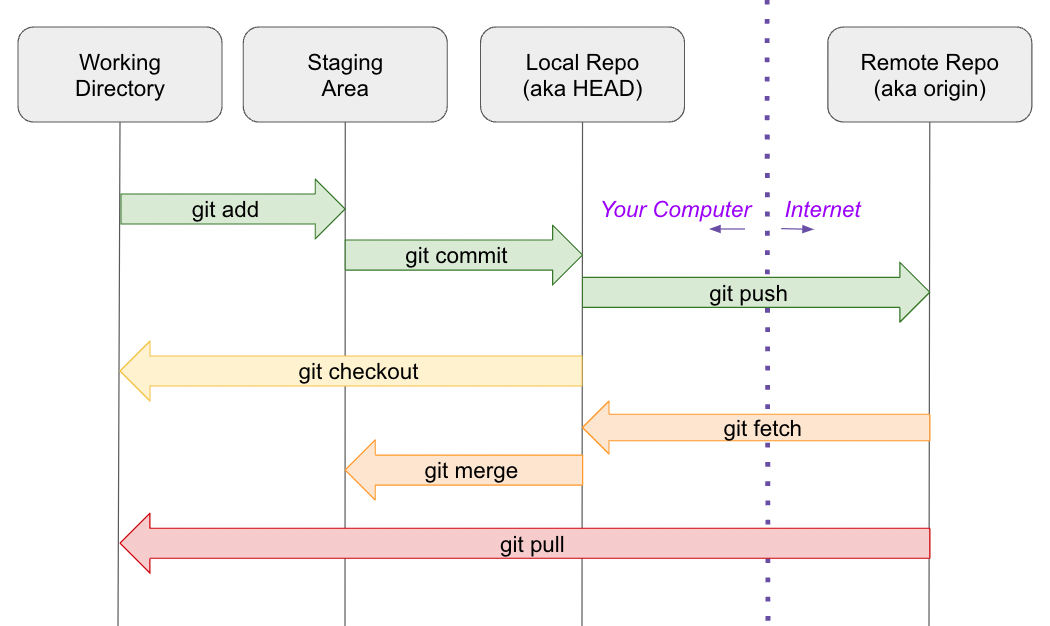 Working
Directory
Staging
Area
Local Repo
(aka HEAD)
Remote Repo
(aka origin)
git add
Your Computer
Internet
git commit
git push
git checkout
git fetch
git merge
git pull